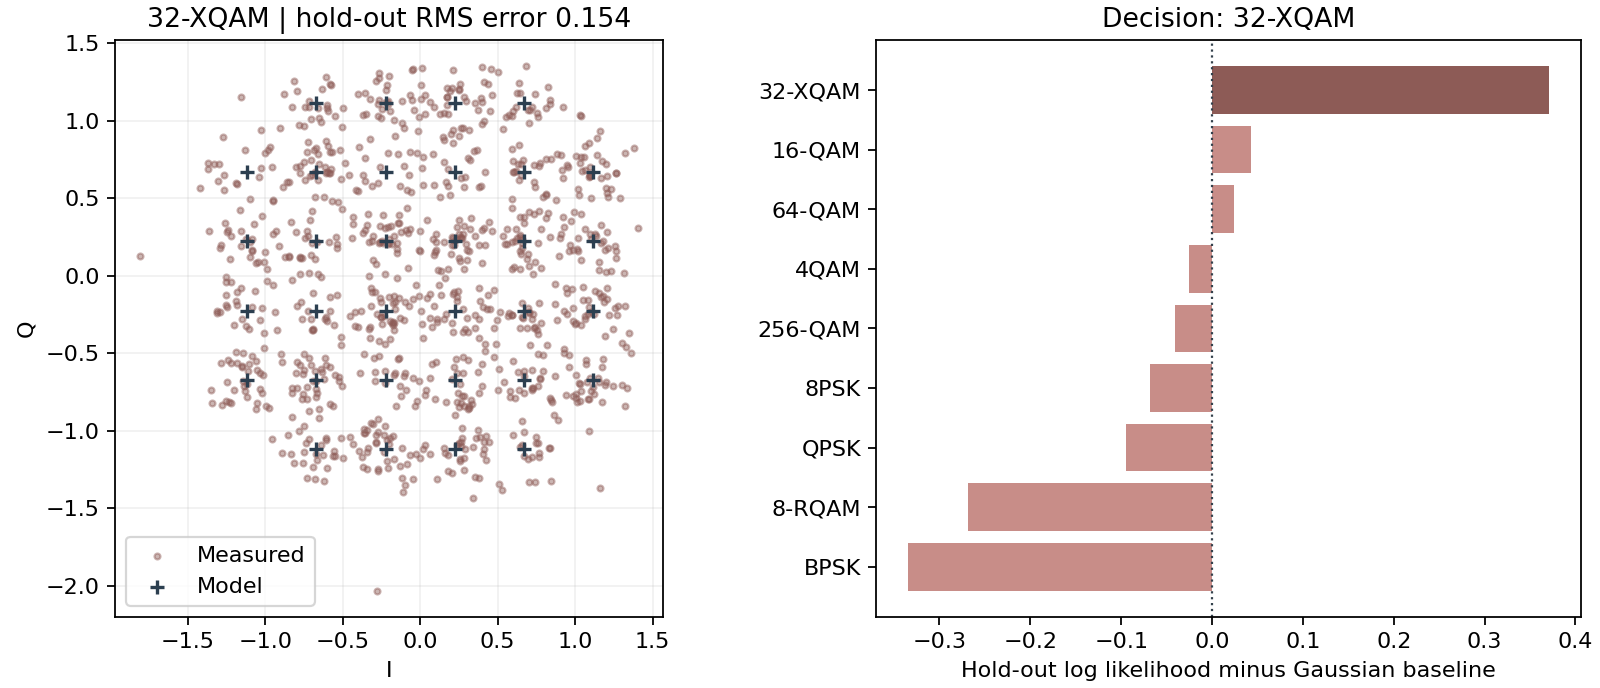 32-XQAM | hold-out RMS error 0.154
1.5
1.0
0.5
0.0
−0.5
−1.0
−1.5
−2.0
Q
Measured
Model
−1.5
−1.0
−0.5
0.0
0.5
1.0
1.5
I
Decision: 32-XQAM
32-XQAM
16-QAM
64-QAM
4QAM
256-QAM
8PSK
QPSK
8-RQAM
BPSK
−0.3
−0.2
−0.1
0.0
0.1
0.2
0.3
0.4
Hold-out log likelihood minus Gaussian baseline